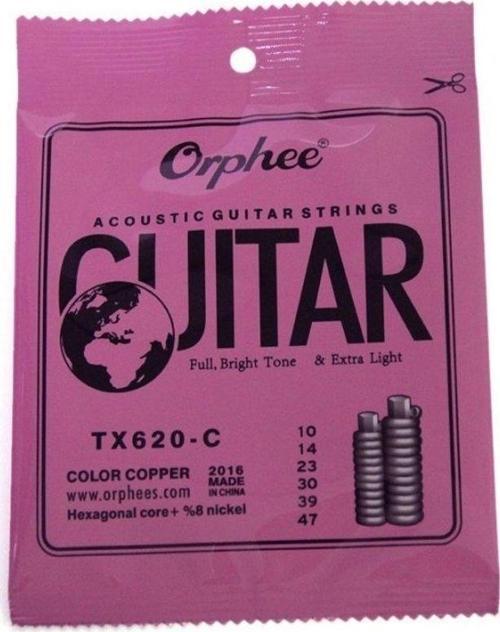 Orphee®
ACOUSTIC GUITAR STRINGS
GUITAR
Full, Bright Tone & Extra Light
TX620-C
COLOR COPPER
www.orphees.com
Hexagonal core+ %8 nickel
2016
MADE
IN CHINA
10
14
23
30
39
47